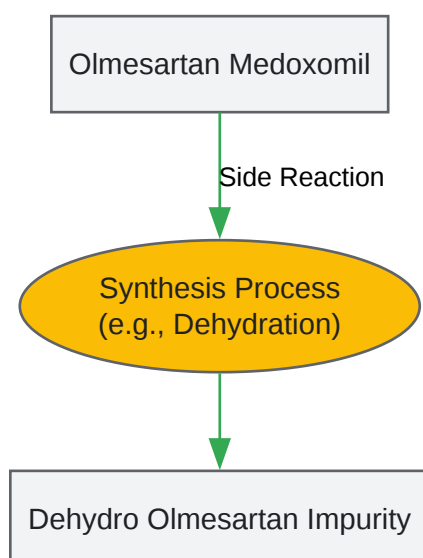 Olmesartan Medoxomil
Side Reaction
Synthesis Process
(e.g., Dehydration)
Dehydro Olmesartan Impurity